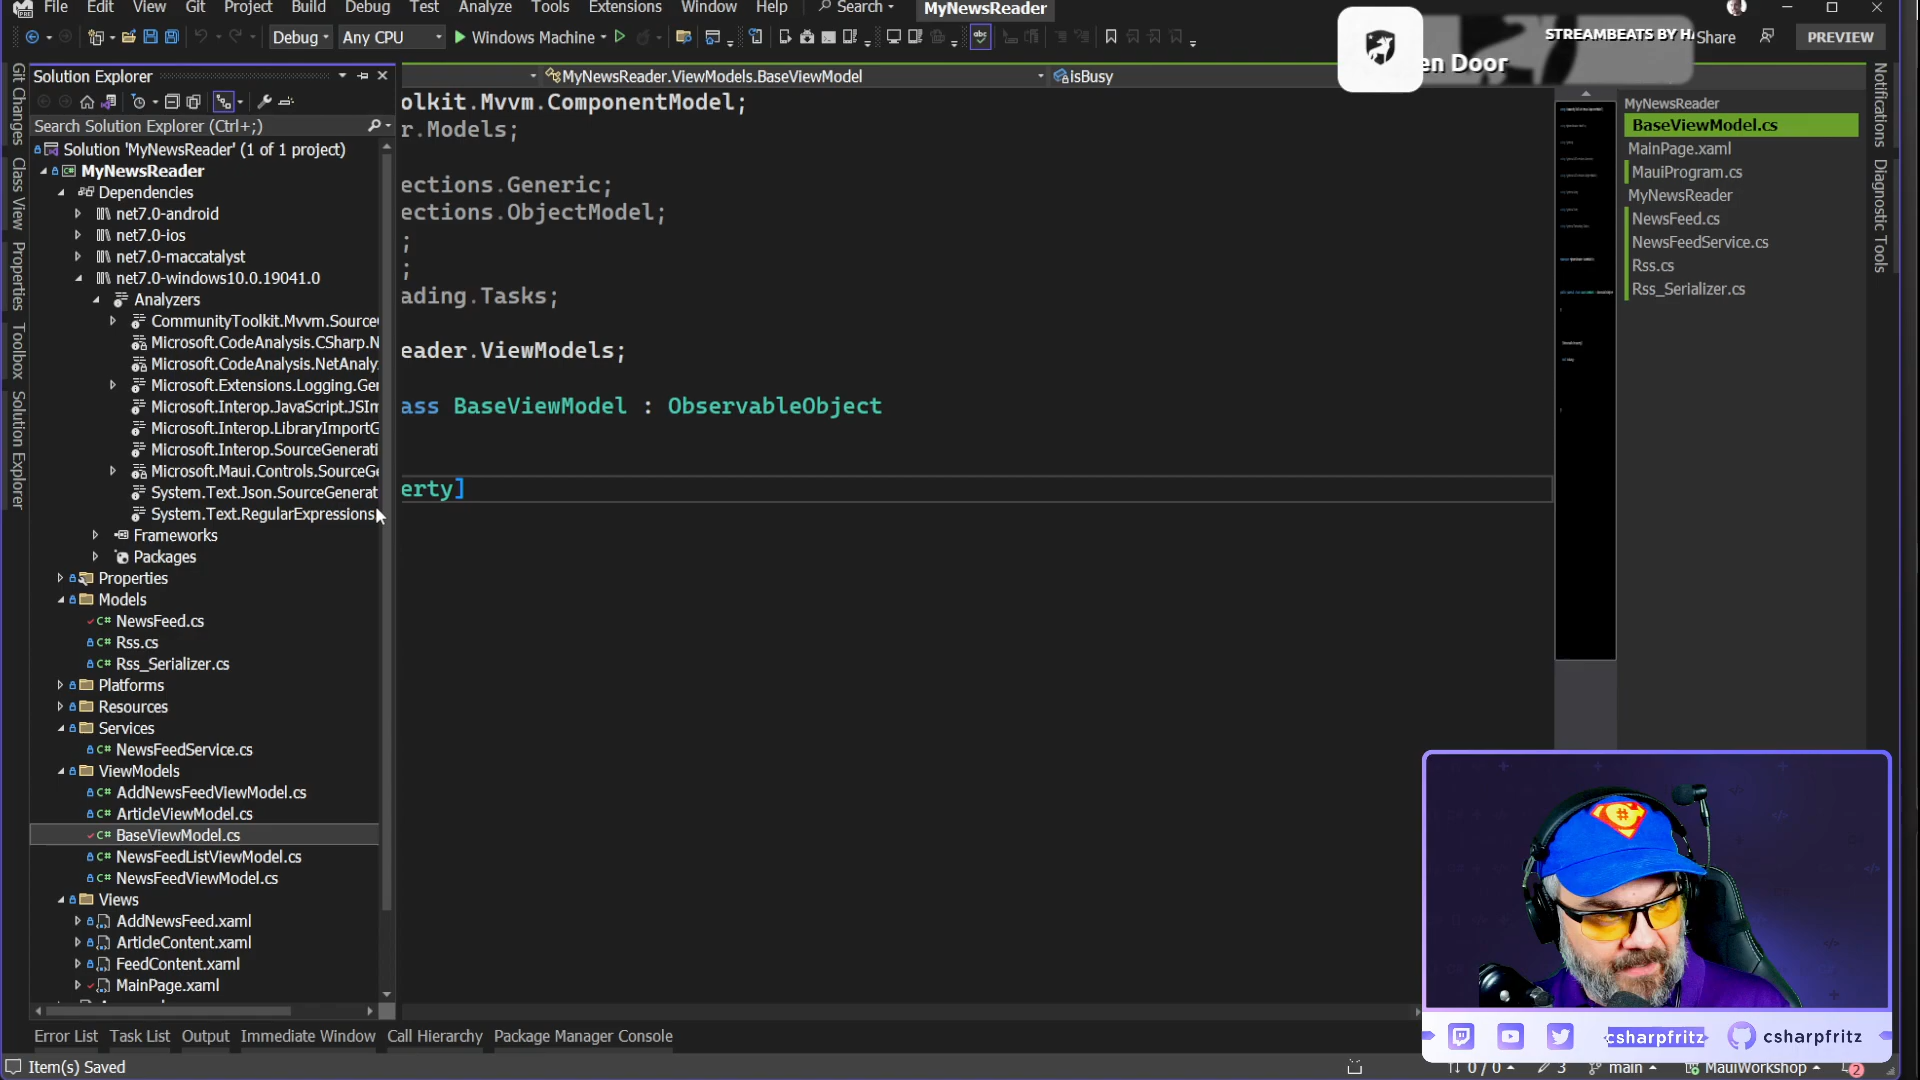 File Edit View Git Project Build Debug Test Analyze Tools Extensions Window Help Search MyNewsReader
Debug Any CPU Windows Machine Share PREVIEW
STREAMBEATS BY HA
en Door
Solution Explorer
MyNewsReader.ViewModels.BaseViewModel isBusy
Search Solution Explorer (Ctrl+;)
Solution 'MyNewsReader' (1 of 1 project)
MyNewsReader
Dependencies
net7.0-android
net7.0-ios
net7.0-maccatalyst
net7.0-windows10.0.19041.0
Analyzers
CommunityToolkit.Mvvm.Source
Microsoft.CodeAnalysis.CSharp.N
Microsoft.CodeAnalysis.NetAnaly
Microsoft.Extensions.Logging.Ger
Microsoft.Interop.JavaScript.JSIm
Microsoft.Interop.LibraryImportG
Microsoft.Interop.SourceGenerati
Microsoft.Maui.Controls.SourceGe
System.Text.Json.SourceGenerat
System.Text.RegularExpressions
Frameworks
Packages
Properties
Models
NewsFeed.cs
Rss.cs
Rss_Serializer.cs
Platforms
Resources
Services
NewsFeedService.cs
ViewModels
AddNewsFeedViewModel.cs
ArticleViewModel.cs
BaseViewModel.cs
NewsFeedListViewModel.cs
NewsFeedViewModel.cs
Views
AddNewsFeed.xaml
ArticleContent.xaml
FeedContent.xaml
MainPage.xaml
olkit.Mvvm.ComponentModel;
r.Models;
ections.Generic;
ections.ObjectModel;
;
;
ading.Tasks;
eader.ViewModels;
ass BaseViewModel : ObservableObject
erty]
MyNewsReader
BaseViewModel.cs
MainPage.xaml
MauiProgram.cs
MyNewsReader
NewsFeed.cs
NewsFeedService.cs
Rss.cs
Rss_Serializer.cs
Git Changes
Class View
Properties
Toolbox
Solution Explorer
Notifications
Diagnostic Tools
csharpfritz csharpfritz
Error List Task List Output Immediate Window Call Hierarchy Package Manager Console
Item(s) Saved 0 / 0 3 main MauiWorkshop 2